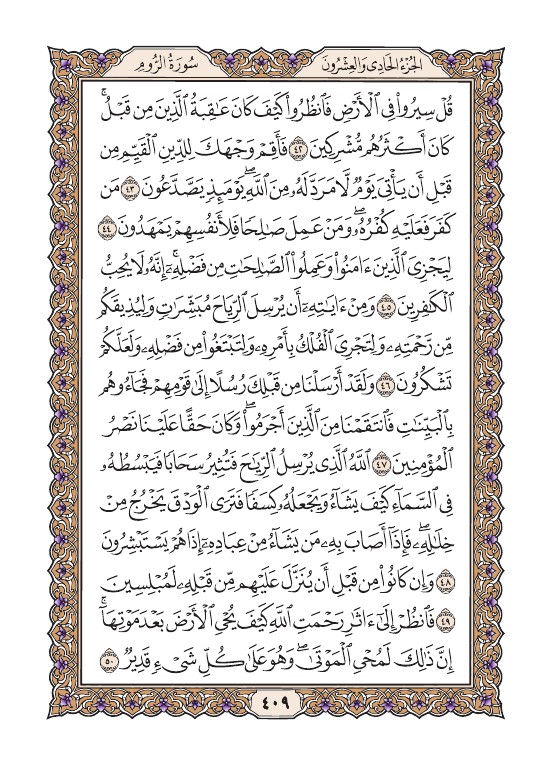 الجُزْءُ الحَادِى وَالعِشْرُونَ
سُورَةُ الرُّومِ
قُلْ سِيرُوا۟ فِى ٱلْأَرْضِ فَٱنظُرُوا۟ كَيْفَ كَانَ عَـٰقِبَةُ ٱلَّذِينَ مِن قَبْلُ ۚ
كَانَ أَكْثَرُهُم مُّشْرِكِينَ ٤٢ فَأَقِمْ وَجْهَكَ لِلدِّينِ ٱلْقَيِّمِ مِن
قَبْلِ أَن يَأْتِىَ يَوْمٌ لَّا مَرَدَّ لَهُۥ مِنَ ٱللَّهِ ۖ يَوْمَئِذٍ يَصَّدَّعُونَ ٤٣ مَن
كَفَرَ فَعَلَيْهِ كُفْرُهُۥ ۖ وَمَنْ عَمِلَ صَـٰلِحًا فَلِأَنفُسِهِمْ يَمْهَدُونَ ٤٤
لِيَجْزِىَ ٱلَّذِينَ ءَامَنُوا۟ وَعَمِلُوا۟ ٱلصَّـٰلِحَـٰتِ مِن فَضْلِهِۦٓ ۚ إِنَّهُۥ لَا يُحِبُّ
ٱلْكَـٰفِرِينَ ٤٥ وَمِنْ ءَايَـٰتِهِۦٓ أَن يُرْسِلَ ٱلرِّيَاحَ مُبَشِّرَٰتٍ وَلِيُذِيقَكُم
مِّن رَّحْمَتِهِۦ وَلِتَجْرِىَ ٱلْفُلْكُ بِأَمْرِهِۦ وَلِتَبْتَغُوا۟ مِن فَضْلِهِۦ وَلَعَلَّكُمْ
تَشْكُرُونَ ٤٦ وَلَقَدْ أَرْسَلْنَا مِن قَبْلِكَ رُسُلًا إِلَىٰ قَوْمِهِمْ فَجَآءُوهُم
بِٱلْبَيِّنَـٰتِ فَٱنتَقَمْنَا مِنَ ٱلَّذِينَ أَجْرَمُوا۟ ۖ وَكَانَ حَقًّا عَلَيْنَا نَصْرُ
ٱلْمُؤْمِنِينَ ٤٧ ٱللَّهُ ٱلَّذِى يُرْسِلُ ٱلرِّيَـٰحَ فَتُثِيرُ سَحَابًا فَيَبْسُطُهُۥ
فِى ٱلسَّمَآءِ كَيْفَ يَشَآءُ وَيَجْعَلُهُۥ كِسَفًا فَتَرَى ٱلْوَدْقَ يَخْرُجُ مِنْ
خِلَـٰلِهِۦ ۖ فَإِذَآ أَصَابَ بِهِۦ مَن يَشَآءُ مِنْ عِبَادِهِۦٓ إِذَا هُمْ يَسْتَبْشِرُونَ
٤٨ وَإِن كَانُوا۟ مِن قَبْلِ أَن يُنَزَّلَ عَلَيْهِم مِّن قَبْلِهِۦ لَمُبْلِسِينَ
٤٩ فَٱنظُرْ إِلَىٰٓ ءَاثَـٰرِ رَحْمَتِ ٱللَّهِ كَيْفَ يُحْىِ ٱلْأَرْضَ بَعْدَ مَوْتِهَآ ۚ
إِنَّ ذَٰلِكَ لَمُحْىِ ٱلْمَوْتَىٰ ۖ وَهُوَ عَلَىٰ كُلِّ شَىْءٍ قَدِيرٌ ٥٠
٤٠٩